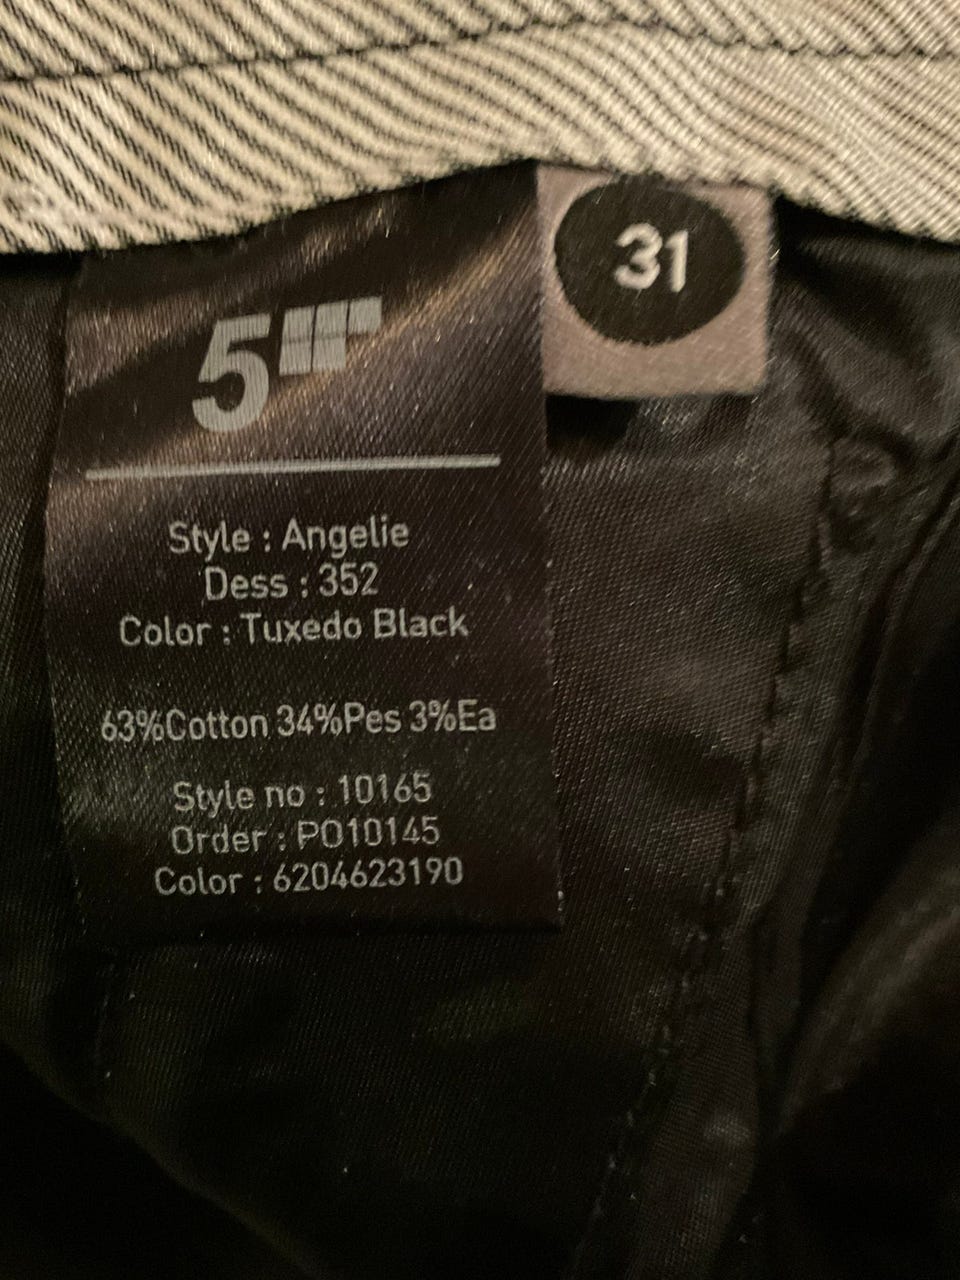 5
31
Style : Angelie
Dess : 352
Color : Tuxedo Black
63%Cotton 34%Pes 3%Ea
Style no : 10165
Order : PO10145
Color : 6204623190